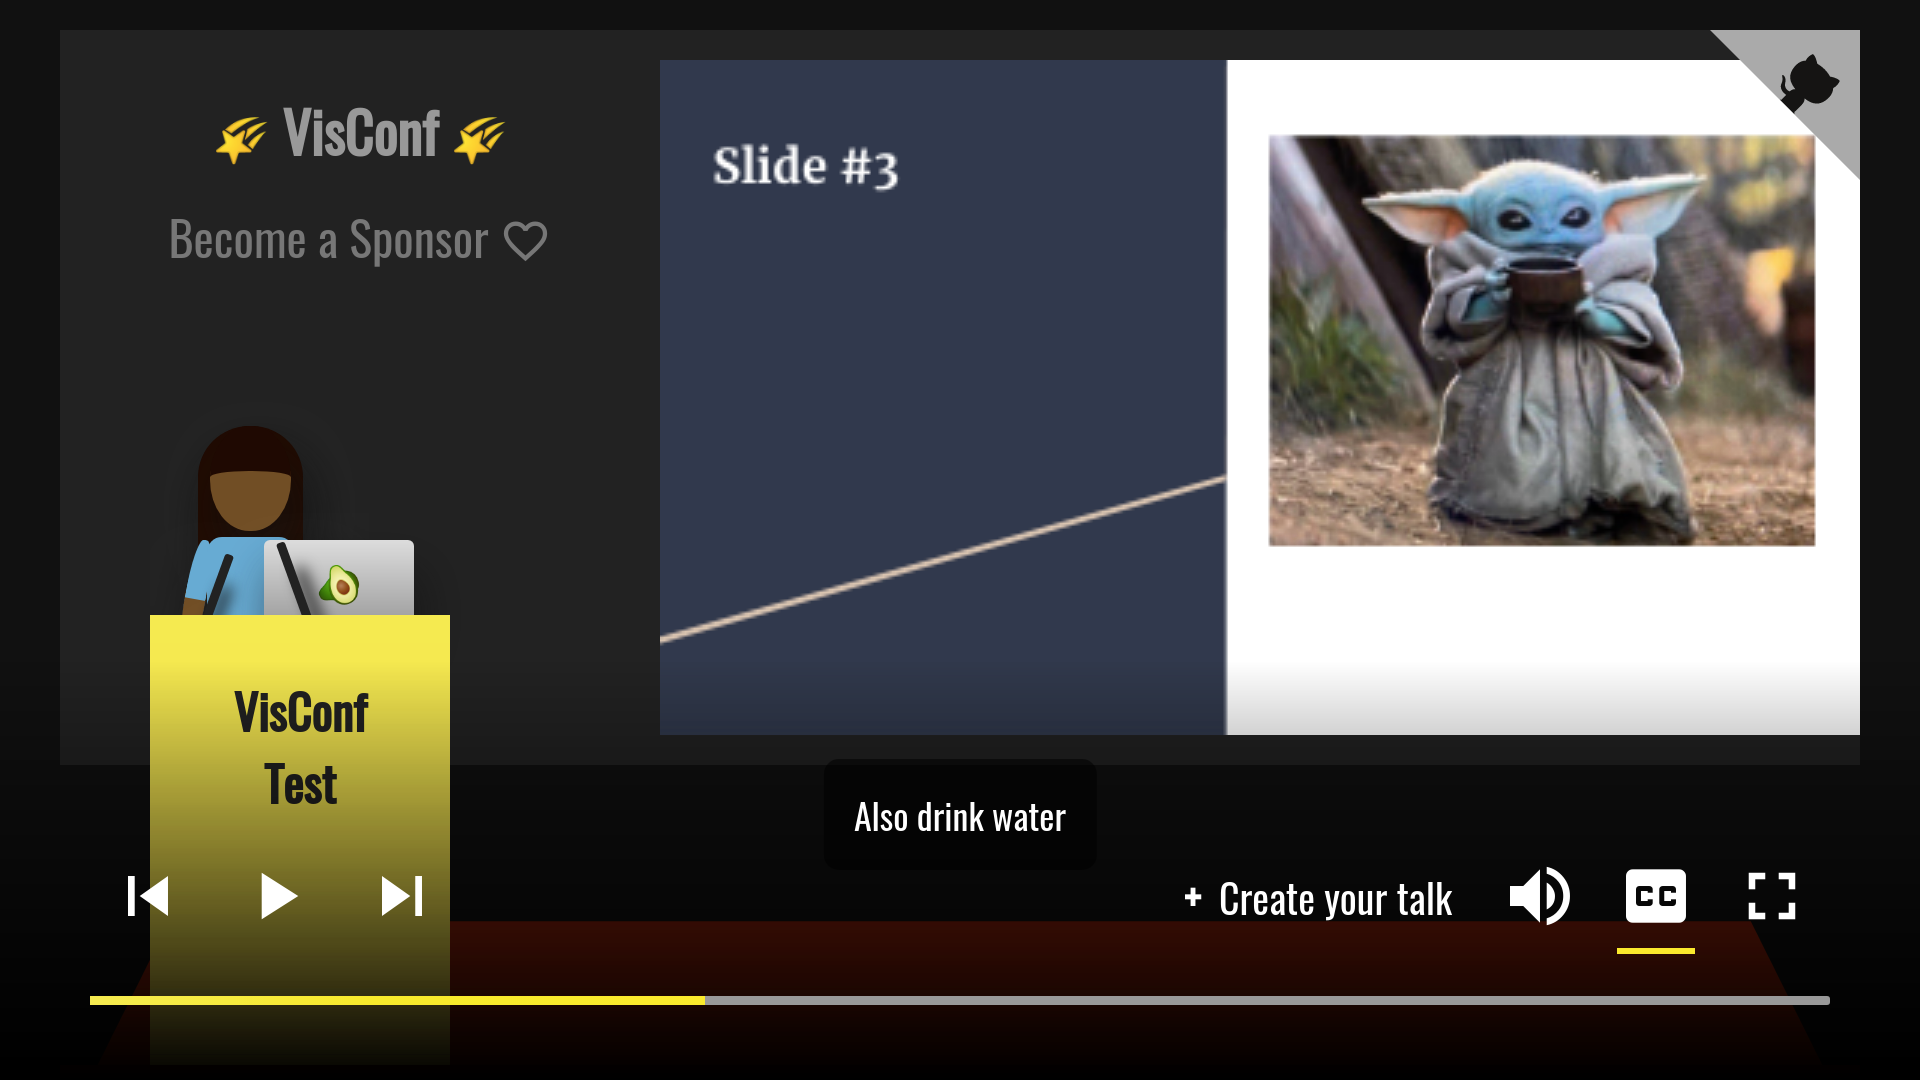 🌠 VisConf 🌠
Become a Sponsor
Slide #3
VisConf
Test
Also drink water
+ Create your talk
CC